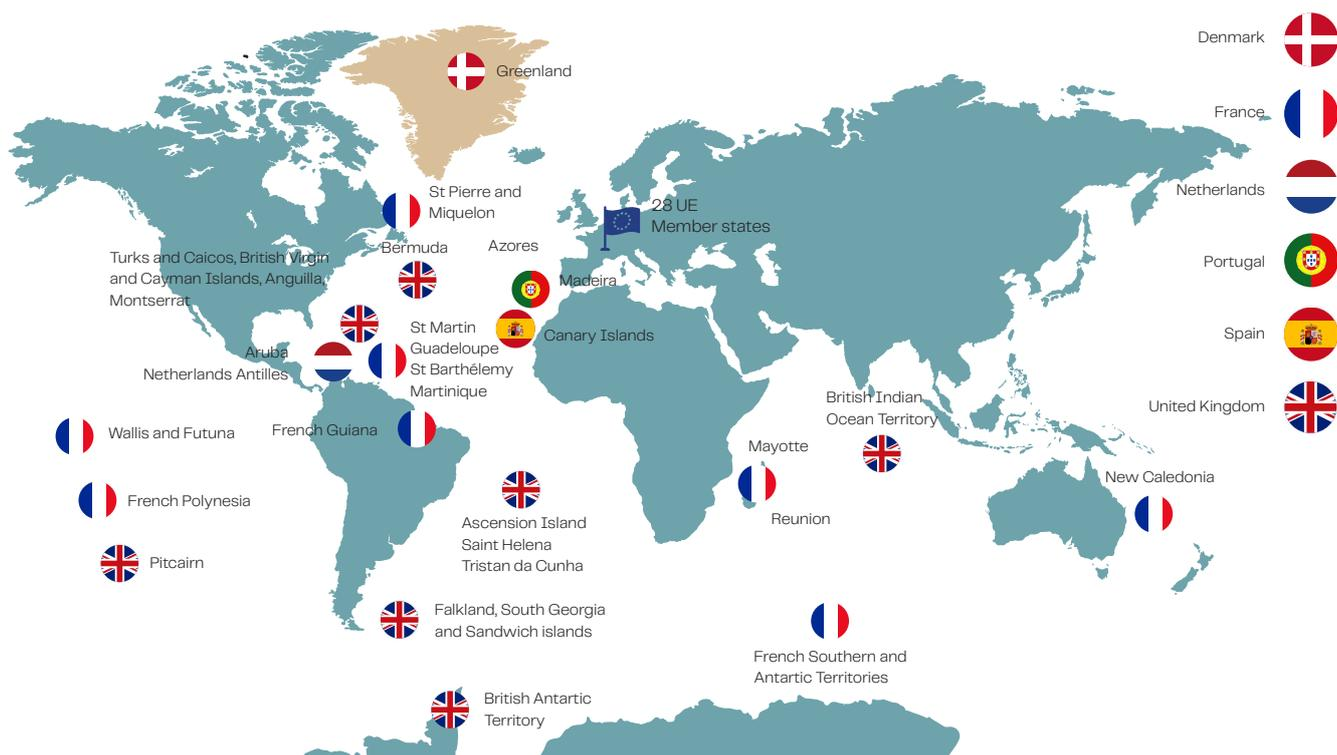 Denmark
Greenland
France
St Pierre and
Miquelon
Netherlands
28 UE
Member states
Bermuda
Azores
Turks and Caicos, British Virgin
and Cayman Islands, Anguilla,
Montserrat
Portugal
Madeira
St Martin
Guadeloupe
St Barthélemy
Martinique
Canary Islands
Spain
Aruba
Netherlands Antilles
British Indian
Ocean Territory
United Kingdom
Wallis and Futuna
French Guiana
Mayotte
New Caledonia
French Polynesia
Reunion
Ascension Island
Saint Helena
Tristan da Cunha
Pitcairn
Falkland, South Georgia
and Sandwich islands
French Southern and
Antartic Territories
British Antartic
Territory